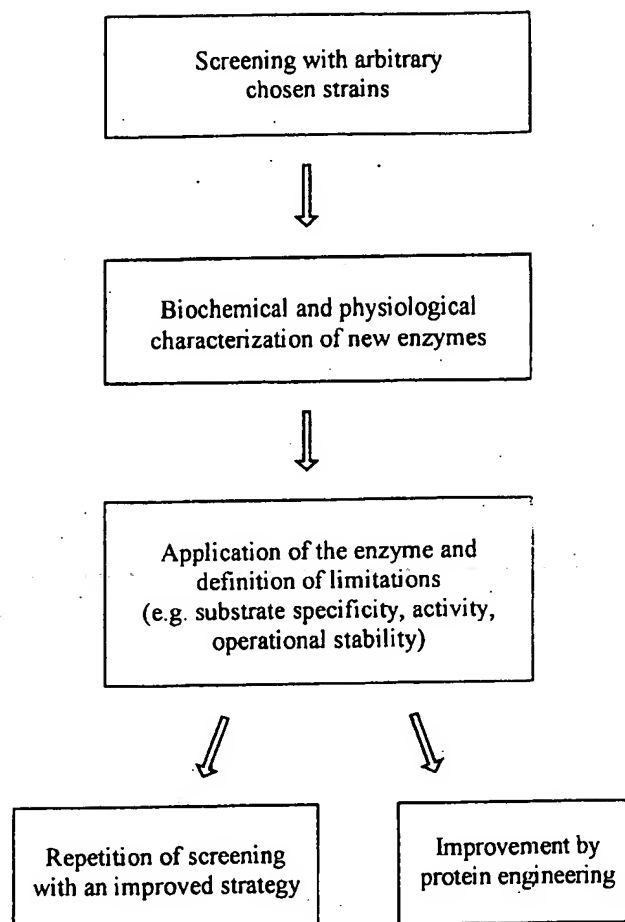 Screening with arbitrary
chosen strains
Biochemical and physiological
characterization of new enzymes
Application of the enzyme and
definition of limitations
(e.g. substrate specificity, activity,
operational stability)
Repetition of screening
with an improved strategy
Improvement by
protein engineering